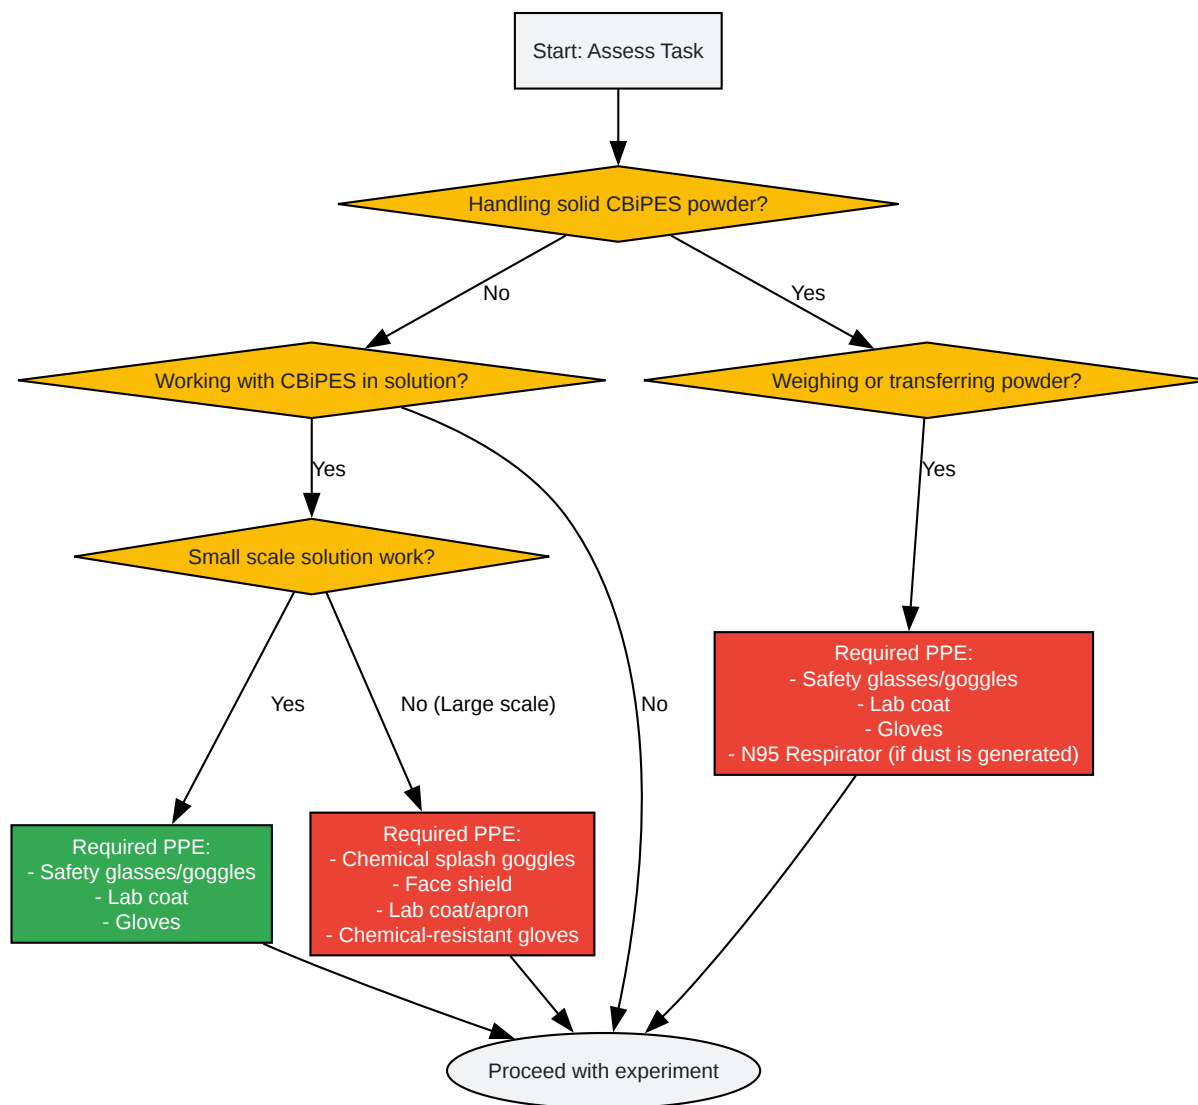 Start: Assess Task
Handling solid CBiPES powder?
No
Yes
Working with CBiPES in solution?
Weighing or transferring powder?
Yes
Yes
Small scale solution work?
Yes
No (Large scale)
No
Required PPE:
- Safety glasses/goggles
- Lab coat
- Gloves
- N95 Respirator (if dust is generated)
Required PPE:
- Safety glasses/goggles
- Lab coat
- Gloves
Required PPE:
- Chemical splash goggles
- Face shield
- Lab coat/apron
- Chemical-resistant gloves
Proceed with experiment